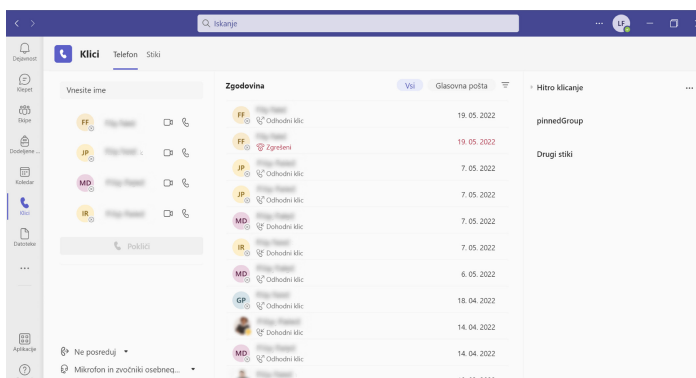 Iskanje
LF
Dejavnost
Klepet
Ekipe
Dodeljene ...
Koledar
Klici
Datoteke
Aplikacije
Klici Telefon Stiki
Vnesite ime
FF
JP
MD
IR
Pokliči
Ne posreduj
Mikrofon in zvočniki osebneg...
Zgodovina Vsi Glasovna pošta
FF Odhodni klic 19. 05. 2022
FF Zgrešeni 19. 05. 2022
JP Odhodni klic 7. 05. 2022
JP Odhodni klic 7. 05. 2022
MD Dohodni klic 7. 05. 2022
IR Dohodni klic 7. 05. 2022
MD Odhodni klic 6. 05. 2022
GP Odhodni klic 18. 04. 2022
Dohodni klic 14. 04. 2022
MD Odhodni klic 14. 04. 2022
Hitro klicanje
pinnedGroup
Drugi stiki